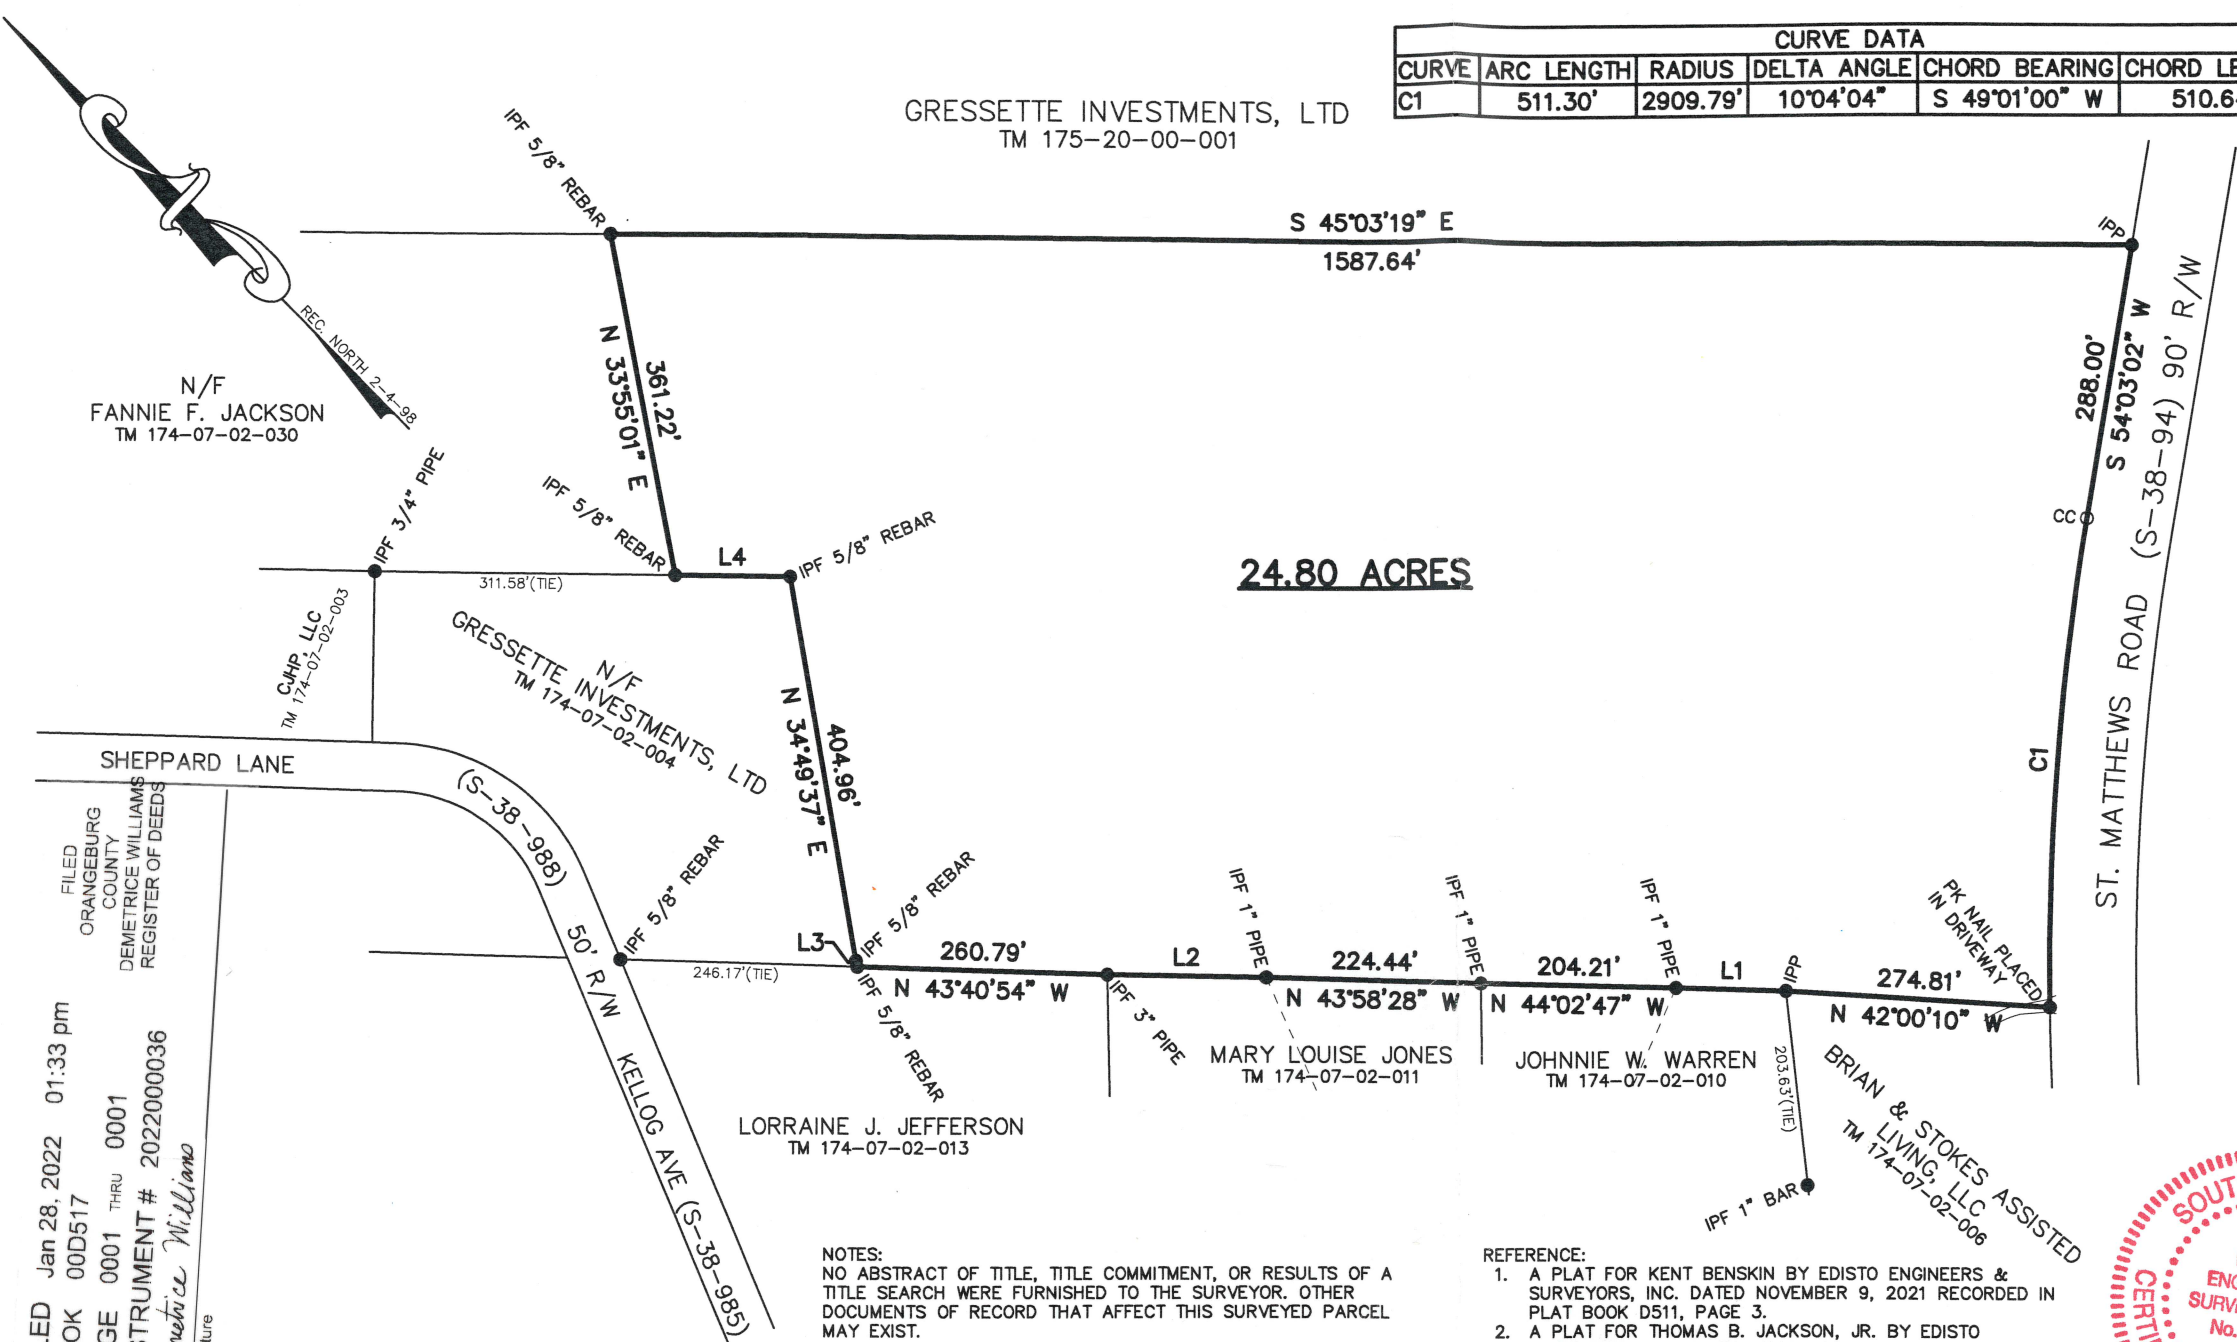 CURVE DATA
CURVE ARC LENGTH RADIUS DELTA ANGLE CHORD BEARING CHORD
C1 511.30' 2909.79' 10°04'04" S 49°01'00" W
GRESSETTE INVESTMENTS, LTD
TM 175-20-00-001
IPF 5/8" REBAR
S 45°03'19" E
1587.64'
IPP
REC. NORTH 2-4-98
N/F
FANNIE F. JACKSON
TM 174-07-02-030
N 33°55'01" E
361.22'
288.00'
S 54°03'02" W
ST. MATTHEWS ROAD (S-38-94) 90' R/W
CC
C1
IPF 3/4" PIPE
IPF 5/8" REBAR
L4
IPF 5/8" REBAR
311.58'(TIE)
24.80 ACRES
CJHP, LLC
TM 174-07-02-003
N/F
GRESSETTE INVESTMENTS, LTD
TM 174-07-02-004
N 34°49'37" E
404.96'
SHEPPARD LANE
(S-38-988)
50' R/W KELLOG AVE (S-38-985)
IPF 5/8" REBAR
246.17'(TIE)
L3
IPF 5/8" REBAR
IPF 5/8" REBAR
260.79'
N 43°40'54" W
IPF 3" PIPE
L2
IPF 1" PIPE
224.44'
N 43°58'28" W
IPF 1" PIPE
204.21'
N 44°02'47" W
IPF 1" PIPE
L1
IPP
274.81'
N 42°00'10" W
PK NAIL PLACED
IN DRIVEWAY
203.63'(TIE)
IPF 1" BAR
LORRAINE J. JEFFERSON
TM 174-07-02-013
MARY LOUISE JONES
TM 174-07-02-011
JOHNNIE W. WARREN
TM 174-07-02-010
BRIAN & STOKES ASSISTED
LIVING, LLC
TM 174-07-02-006
FILED
ORANGEBURG
COUNTY
DEMETRICE WILLIAMS
REGISTER OF DEEDS
Jan 28, 2022 01:33 pm
00D517
0001 THRU 0001
202200036
Williams
NOTES:
NO ABSTRACT OF TITLE, TITLE COMMITMENT, OR RESULTS OF A
TITLE SEARCH WERE FURNISHED TO THE SURVEYOR. OTHER
DOCUMENTS OF RECORD THAT AFFECT THIS SURVEYED PARCEL
MAY EXIST.
REFERENCE:
1. A PLAT FOR KENT BENSKIN BY EDISTO ENGINEERS &
SURVEYORS, INC. DATED NOVEMBER 9, 2021 RECORDED IN
PLAT BOOK D511, PAGE 3.
2. A PLAT FOR THOMAS B. JACKSON, JR. BY EDISTO
No.